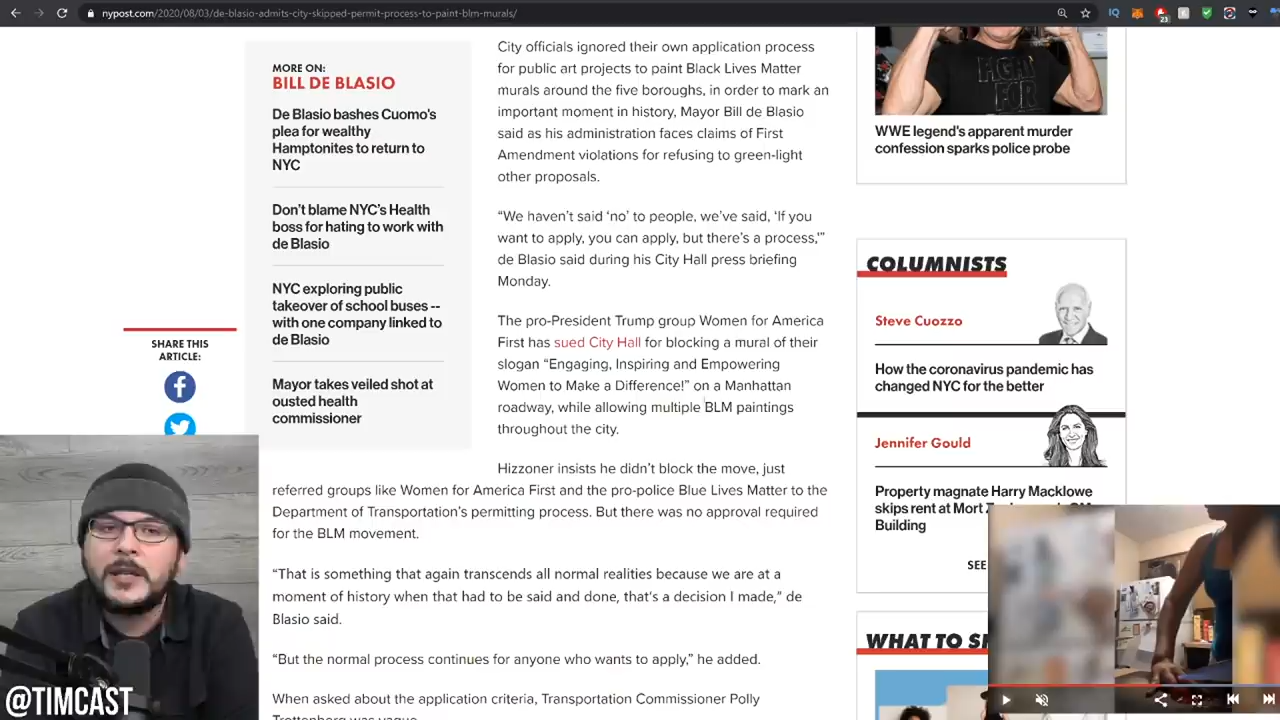 nypost.com/2020/08/03/de-blasio-admits-city-skipped-permit-process-to-paint-blm-murals/
23
MORE ON:
BILL DE BLASIO
De Blasio bashes Cuomo's
plea for wealthy
Hamptonites to return to
NYC
Don't blame NYC's Health
boss for hating to work with
de Blasio
NYC exploring public
takeover of school buses --
with one company linked to
de Blasio
Mayor takes veiled shot at
ousted health
commissioner
SHARE THIS
ARTICLE:
City officials ignored their own application process
for public art projects to paint Black Lives Matter
murals around the five boroughs, in order to mark an
important moment in history, Mayor Bill de Blasio
said as his administration faces claims of First
Amendment violations for refusing to green-light
other proposals.
“We haven't said ‘no’ to people, we've said, ‘If you
want to apply, you can apply, but there's a process,’”
de Blasio said during his City Hall press briefing
Monday.
The pro-President Trump group Women for America
First has sued City Hall for blocking a mural of their
slogan “Engaging, Inspiring and Empowering
Women to Make a Difference!” on a Manhattan
roadway, while allowing multiple BLM paintings
throughout the city.
Hizzoner insists he didn't block the move, just
referred groups like Women for America First and the pro-police Blue Lives Matter to the
Department of Transportation's permitting process. But there was no approval required
for the BLM movement.
“That is something that again transcends all normal realities because we are at a
moment of history when that had to be said and done, that's a decision I made,” de
Blasio said.
“But the normal process continues for anyone who wants to apply,” he added.
When asked about the application criteria, Transportation Commissioner Polly
Trottenberg was vague.
FIGHT
FOR
WWE legend's apparent murder
confession sparks police probe
COLUMNISTS
Steve Cuozzo
How the coronavirus pandemic has
changed NYC for the better
Jennifer Gould
Property magnate Harry Macklowe
skips rent at Mort
Building
SEE
WHAT TO
@TIMCAST